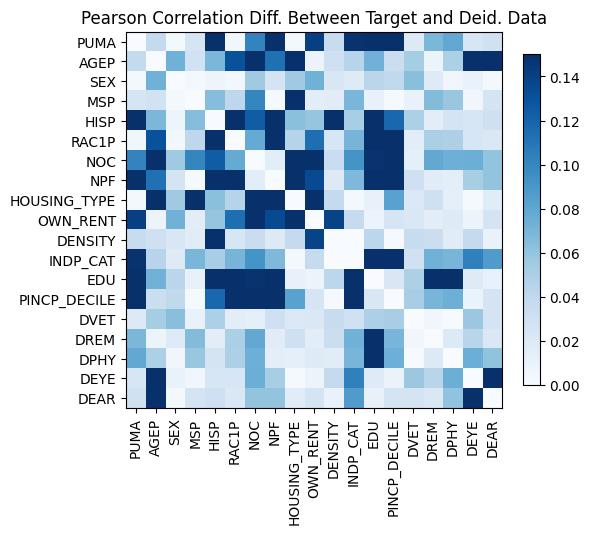 Pearson Correlation Diff. Between Target and Deid. Data
PUMA
AGEP
SEX
MSP
HISP
RAC1P
NOC
NPF
HOUSING_TYPE
OWN_RENT
DENSITY
INDP_CAT
EDU
PINCP_DECILE
DVET
DREM
DPHY
DEYE
DEAR
0.14
0.12
0.10
0.08
0.06
0.04
0.02
0.00
PUMA
AGEP
SEX
MSP
HISP
RAC1P
NOC
NPF
HOUSING_TYPE
OWN_RENT
DENSITY
INDP_CAT
EDU
PINCP_DECILE
DVET
DREM
DPHY
DEYE
DEAR